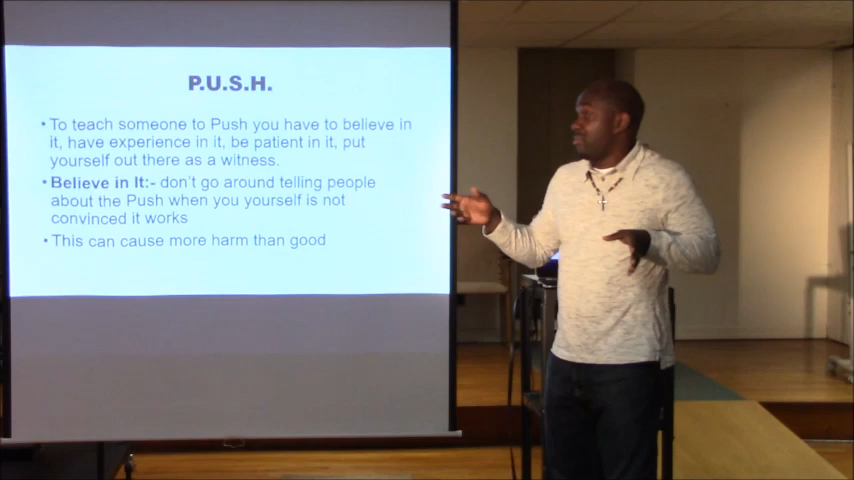 P.U.S.H.
• To teach someone to Push you have to believe in
it, have experience in it, be patient in it, put
yourself out there as a witness.
• Believe in It:- don't go around telling people
about the Push when you yourself is not
convinced it works
• This can cause more harm than good